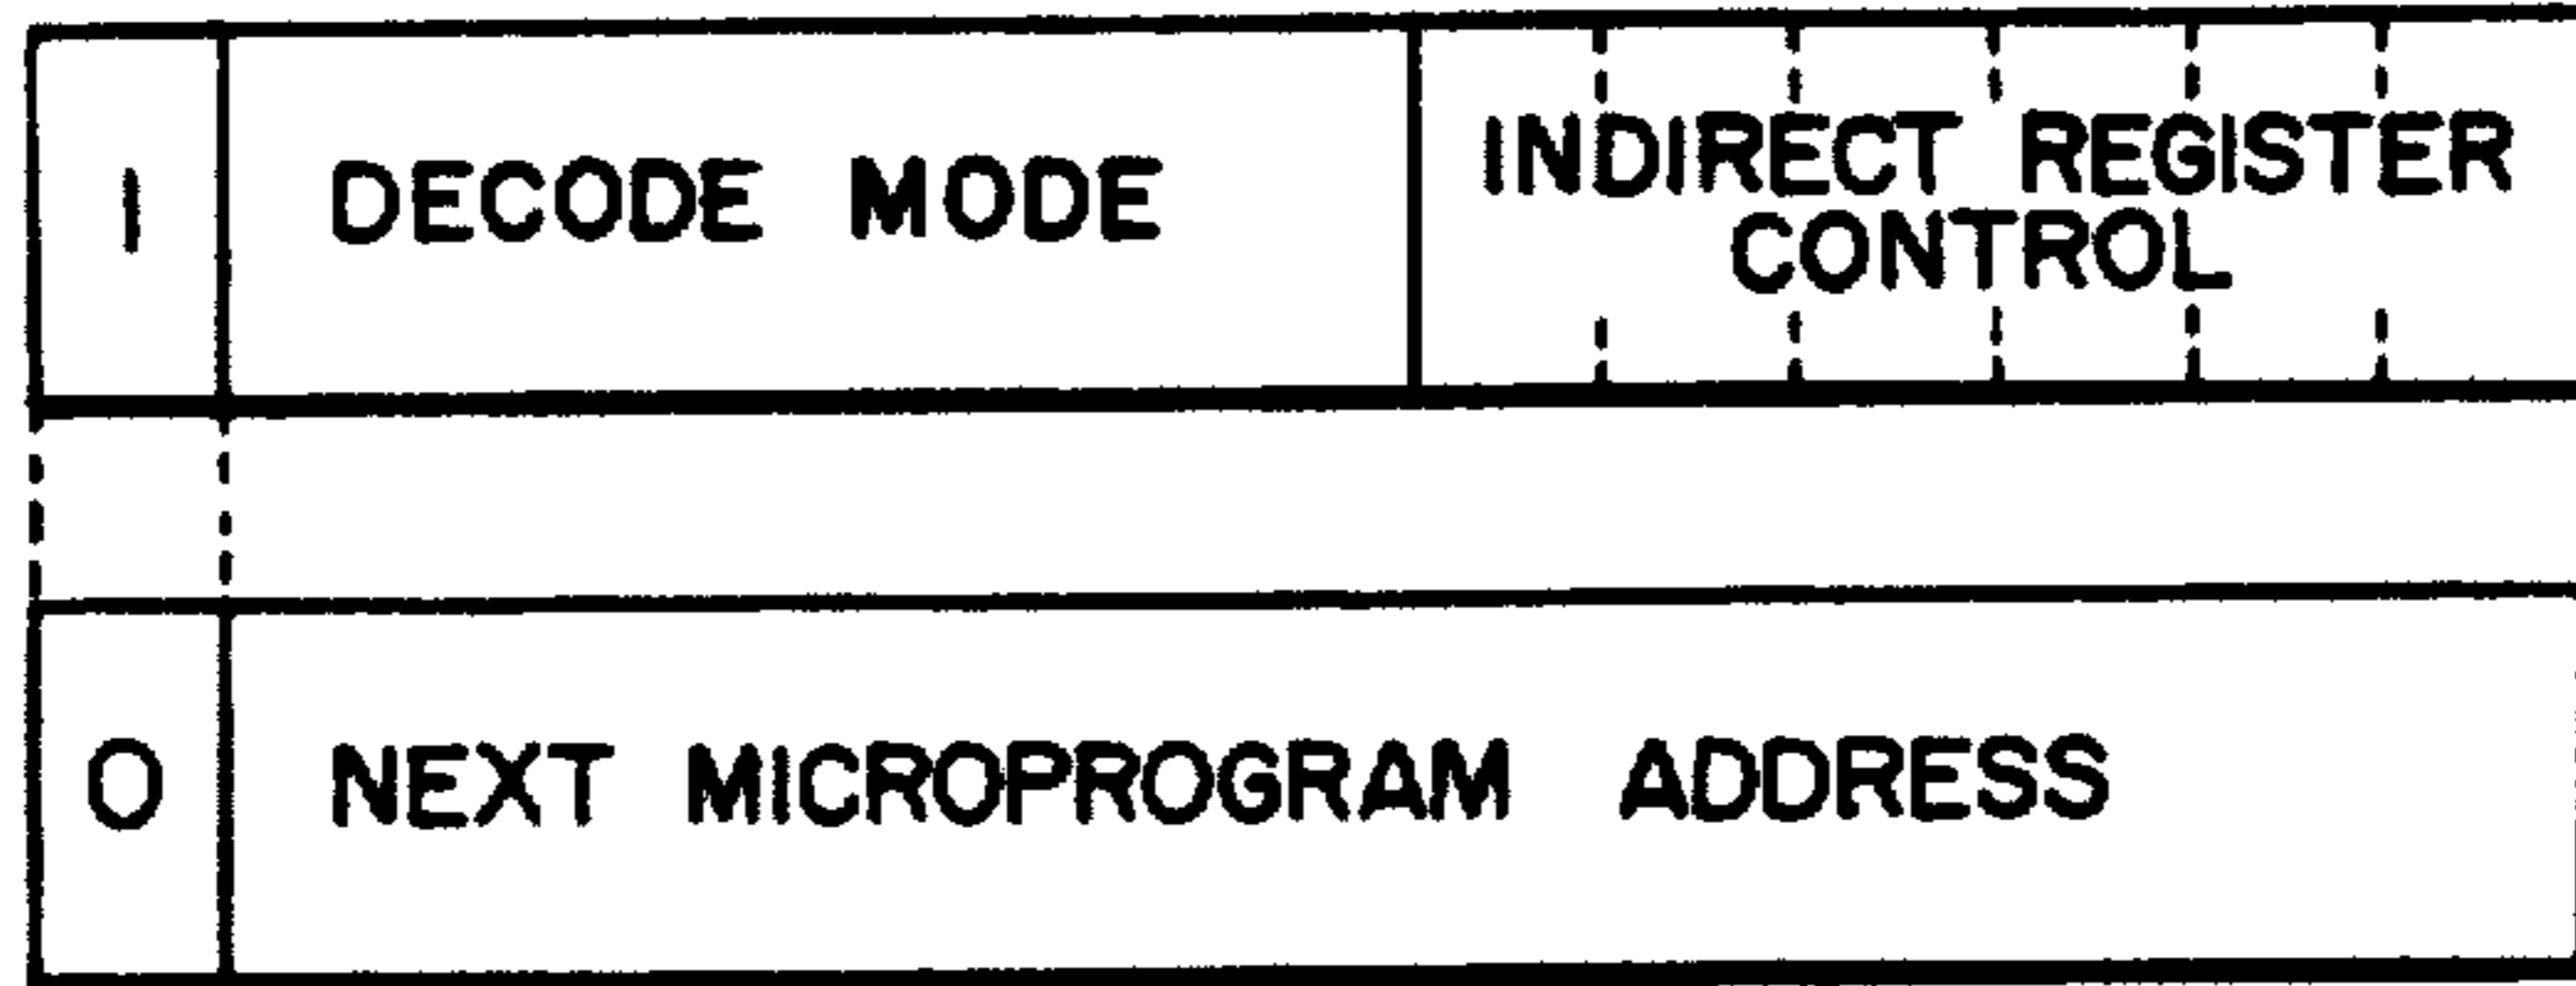 1 DECODE MODE INDIRECT REGISTER
CONTROL
0 NEXT MICROPROGRAM ADDRESS